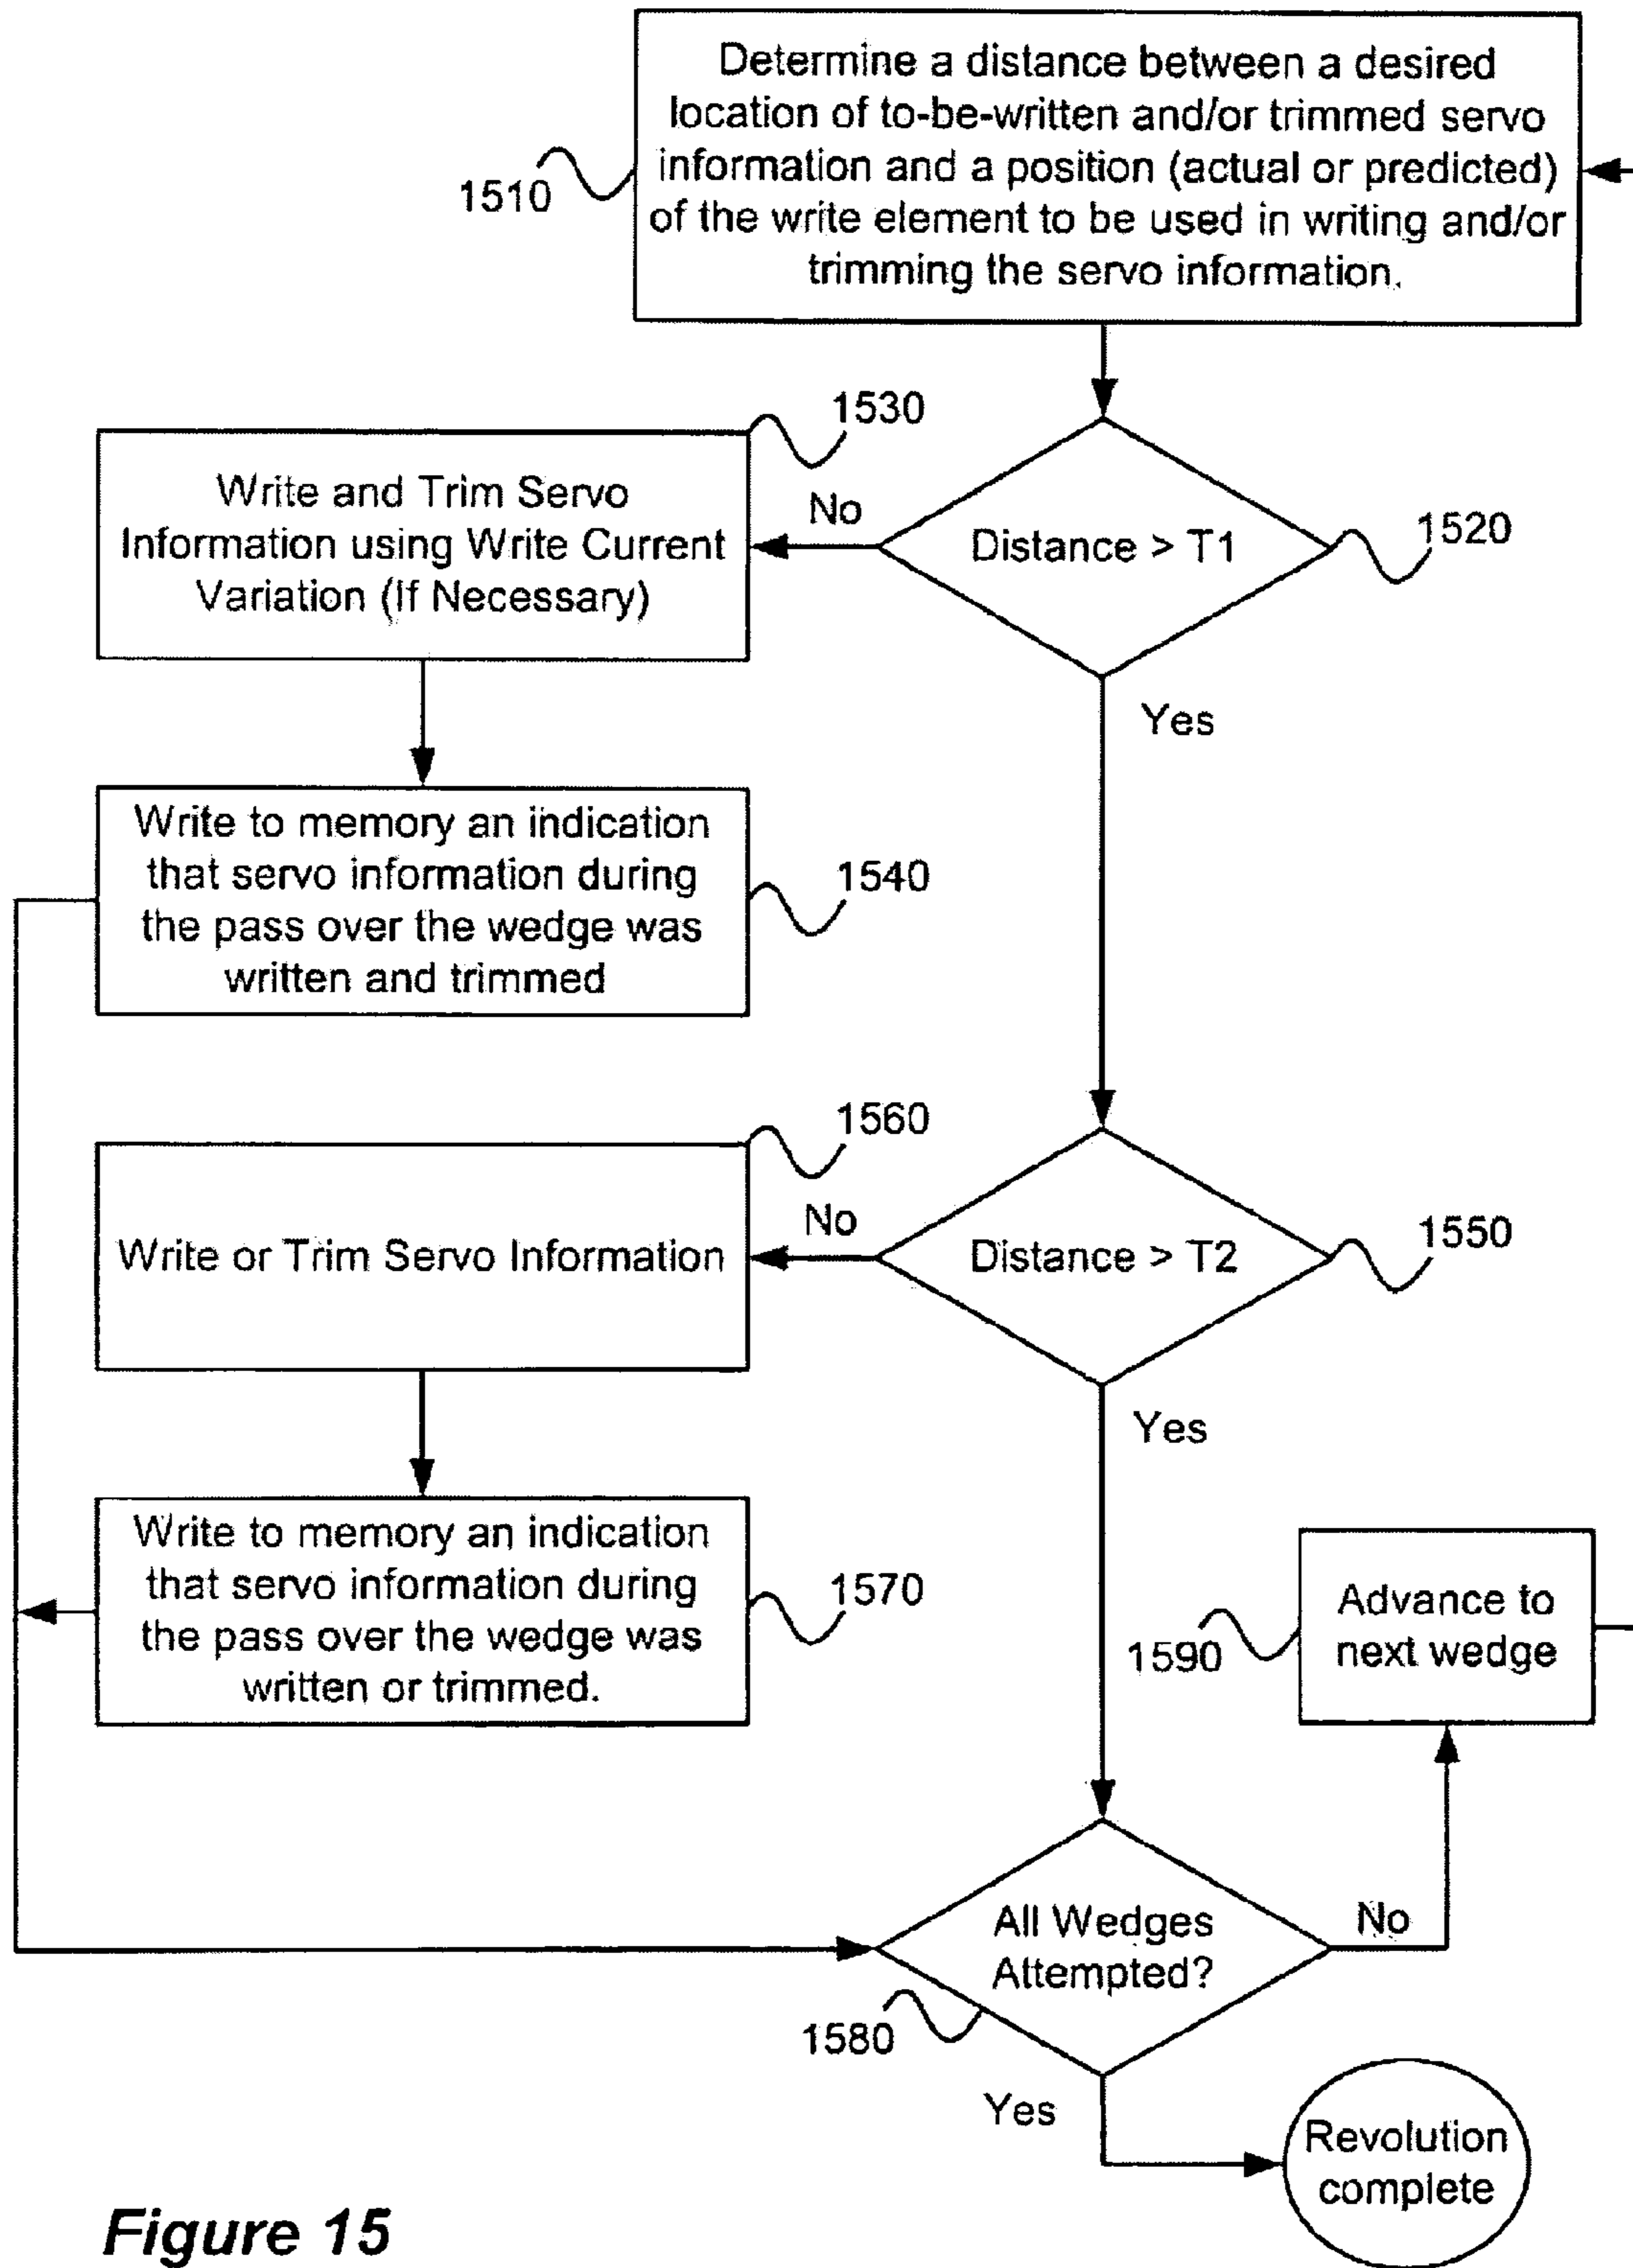 Determine a distance between a desired
location of to-be-written and/or trimmed servo
information and a position (actual or predicted)
of the write element to be used in writing and/or
trimming the servo information.
1510
1530
Write and Trim Servo
Information using Write Current
Variation (If Necessary)
No
Distance > T1
1520
Yes
Write to memory an indication
that servo information during
the pass over the wedge was
written and trimmed
1540
1560
Write or Trim Servo Information
No
Distance > T2
1550
Yes
Write to memory an indication
that servo information during
the pass over the wedge was
written or trimmed.
1570
Advance to
next wedge
1590
All Wedges
Attempted?
No
1580
Yes
Revolution
complete
Figure 15